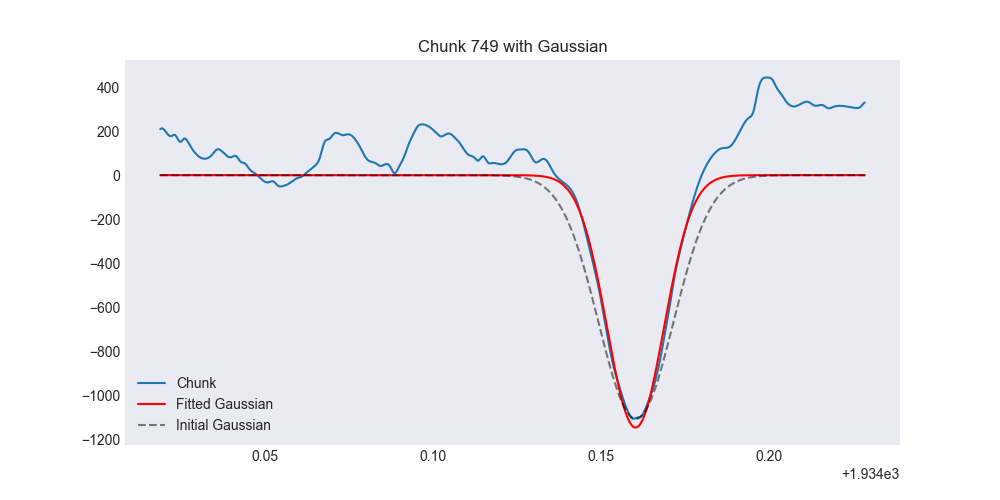 Chunk 749 with Gaussian
400
200
0
−200
−400
−600
−800
−1000
−1200
Chunk
Fitted Gaussian
Initial Gaussian
0.05 0.10 0.15 0.20
+1.934e3